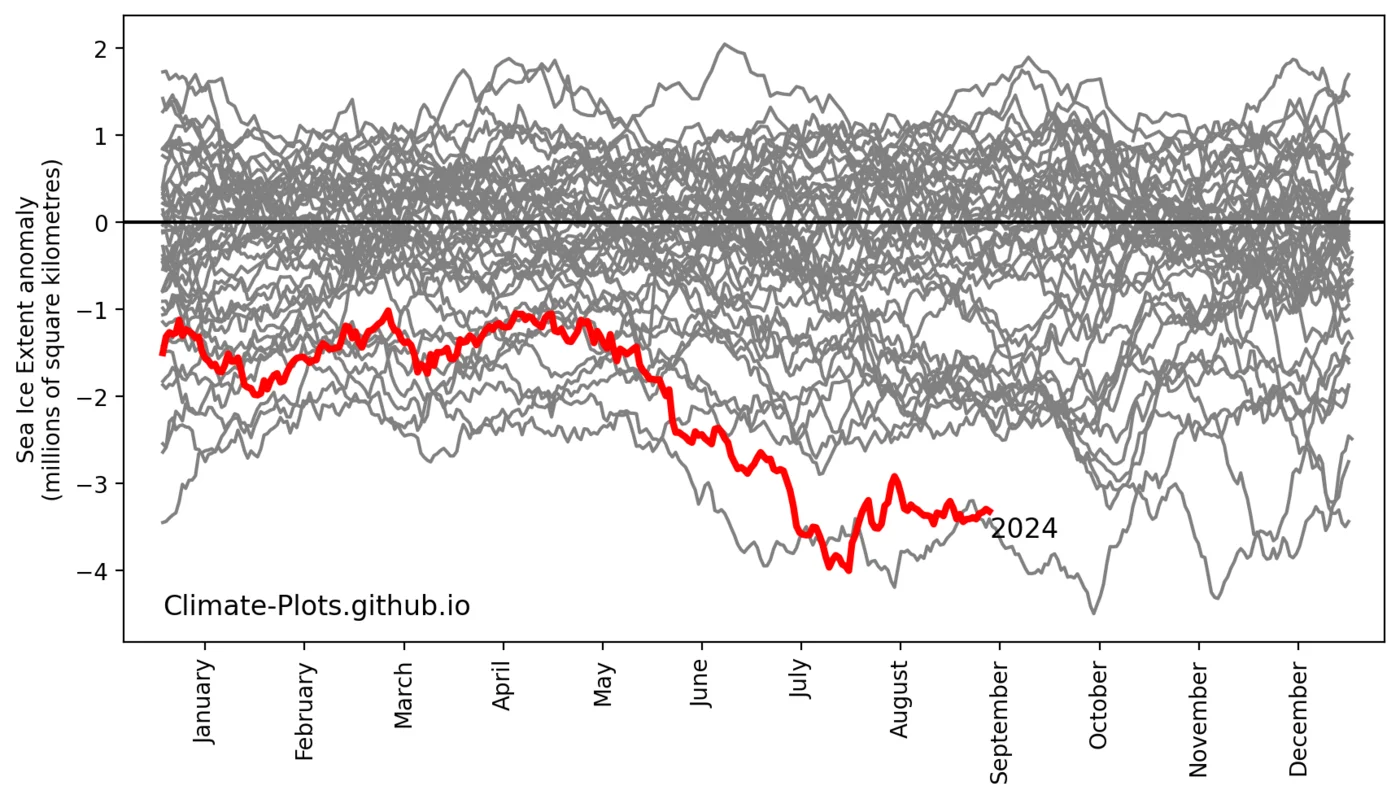 Sea Ice Extent anomaly
(millions of square kilometres)
2
1
0
−1
−2
−3
−4
2024
Climate-Plots.github.io
January
February
March
April
May
June
July
August
September
October
November
December